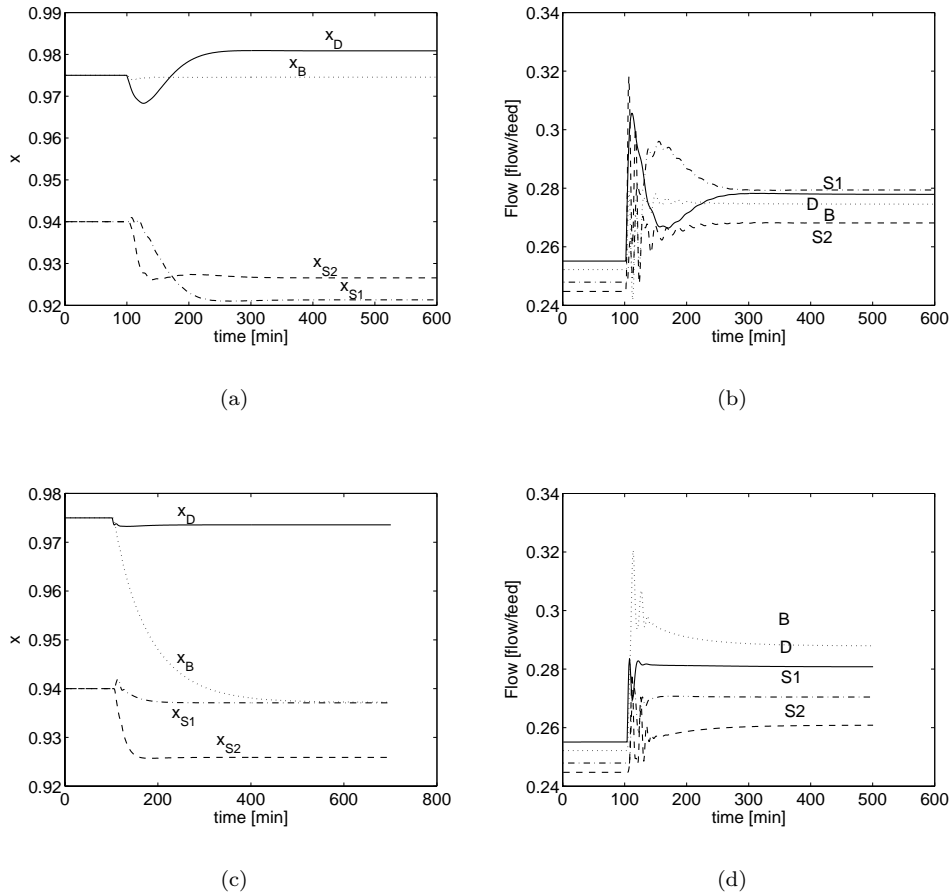 0.99
0.98
0.97
0.96
0.95
0.94
0.93
0.92
0 100 200 300 400 500 600
time [min]
x
x_D
x_B
x_S2
x_S1
(a)
0.34
0.32
0.3
0.28
0.26
0.24
0 100 200 300 400 500 600
time [min]
Flow [flow/feed]
S1
D
B
S2
(b)
0.98
0.97
0.96
0.95
0.94
0.93
0.92
0 200 400 600 800
time [min]
x
x_D
x_B
x_S1
x_S2
(c)
0.34
0.32
0.3
0.28
0.26
0.24
0 100 200 300 400 500 600
time [min]
Flow [flow/feed]
B
D
S1
S2
(d)